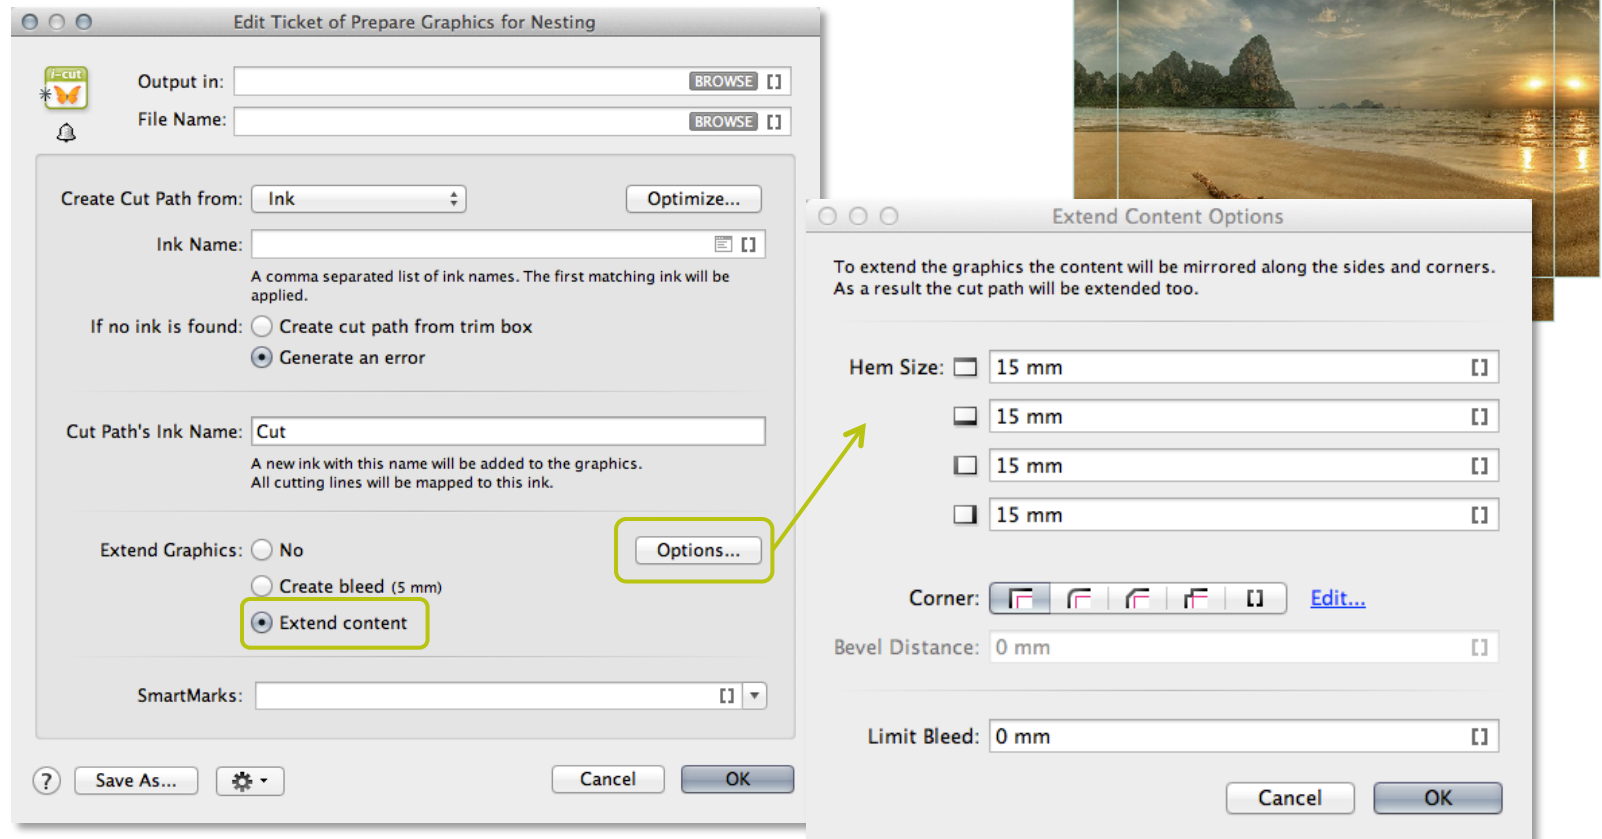 Edit Ticket of Prepare Graphics for Nesting
i-cut
Output in:
BROWSE []
File Name:
BROWSE []
Create Cut Path from: Ink
Optimize...
Ink Name:
[]
A comma separated list of ink names. The first matching ink will be
applied.
If no ink is found: Create cut path from trim box
Generate an error
Cut Path's Ink Name: Cut
A new ink with this name will be added to the graphics.
All cutting lines will be mapped to this ink.
Extend Graphics: No
Options...
Create bleed (5 mm)
Extend content
SmartMarks:
[]
? Save As...
Cancel OK
Extend Content Options
To extend the graphics the content will be mirrored along the sides and corners.
As a result the cut path will be extended too.
Hem Size: 15 mm []
15 mm []
15 mm []
15 mm []
Corner: [] Edit...
Bevel Distance: 0 mm []
Limit Bleed: 0 mm []
Cancel OK